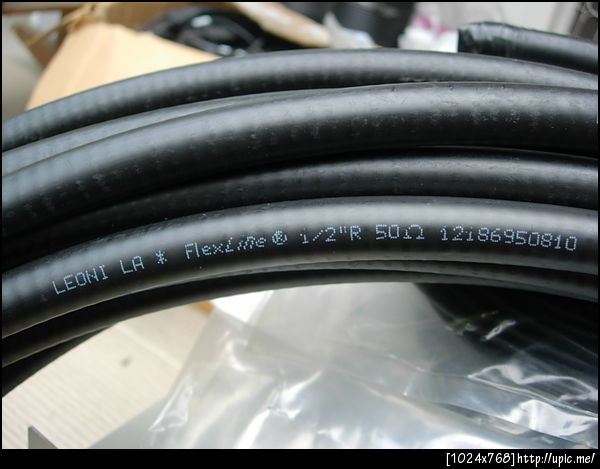 LEONI LA * FlexLine® 1/2"R 50Ω 12186950810
[1024x768]http://upic.me/